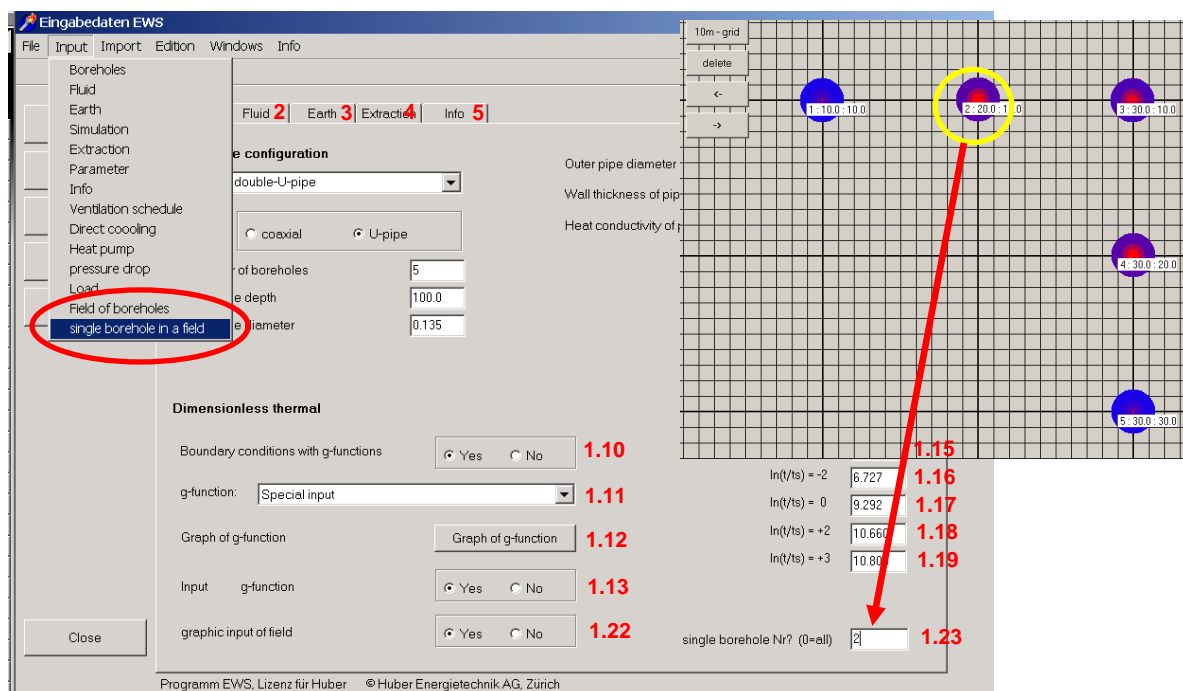 Eingabedaten EWS
File Input Import Edition Windows Info
Boreholes
Fluid
Earth
Simulation
Extraction
Parameter
Info
Ventilation schedule
Direct coooling
Heat pump
pressure drop
Load
Field of boreholes
single borehole in a field
Fluid 2 Earth 3 Extraction 4 Info 5
configuration
double-U-pipe
coaxial U-pipe
of boreholes 5
depth 100.0
diameter 0.135
Outer pipe diameter
Wall thickness of
Heat conductivity of
10m - grid
delete
<-
->
1 : 10.0 : 10.0
3 : 30.0 : 10.0
4 : 30.0 : 20.0
5 : 30.0 : 30.0
Dimensionless thermal
Boundary conditions with g-functions Yes No 1.10
g-function: Special input 1.11
Graph of g-function Graph of g-function 1.12
Input g-function Yes No 1.13
graphic input of field Yes No 1.22
1.15
ln(t/ts) = -2 6.727 1.16
ln(t/ts) = 0 9.292 1.17
ln(t/ts) = +2 10.660 1.18
ln(t/ts) = +3 1.19
single borehole Nr? (0=all) 2 1.23
Close
Programm EWS, Lizenz für Huber © Huber Energietechnik AG, Zürich